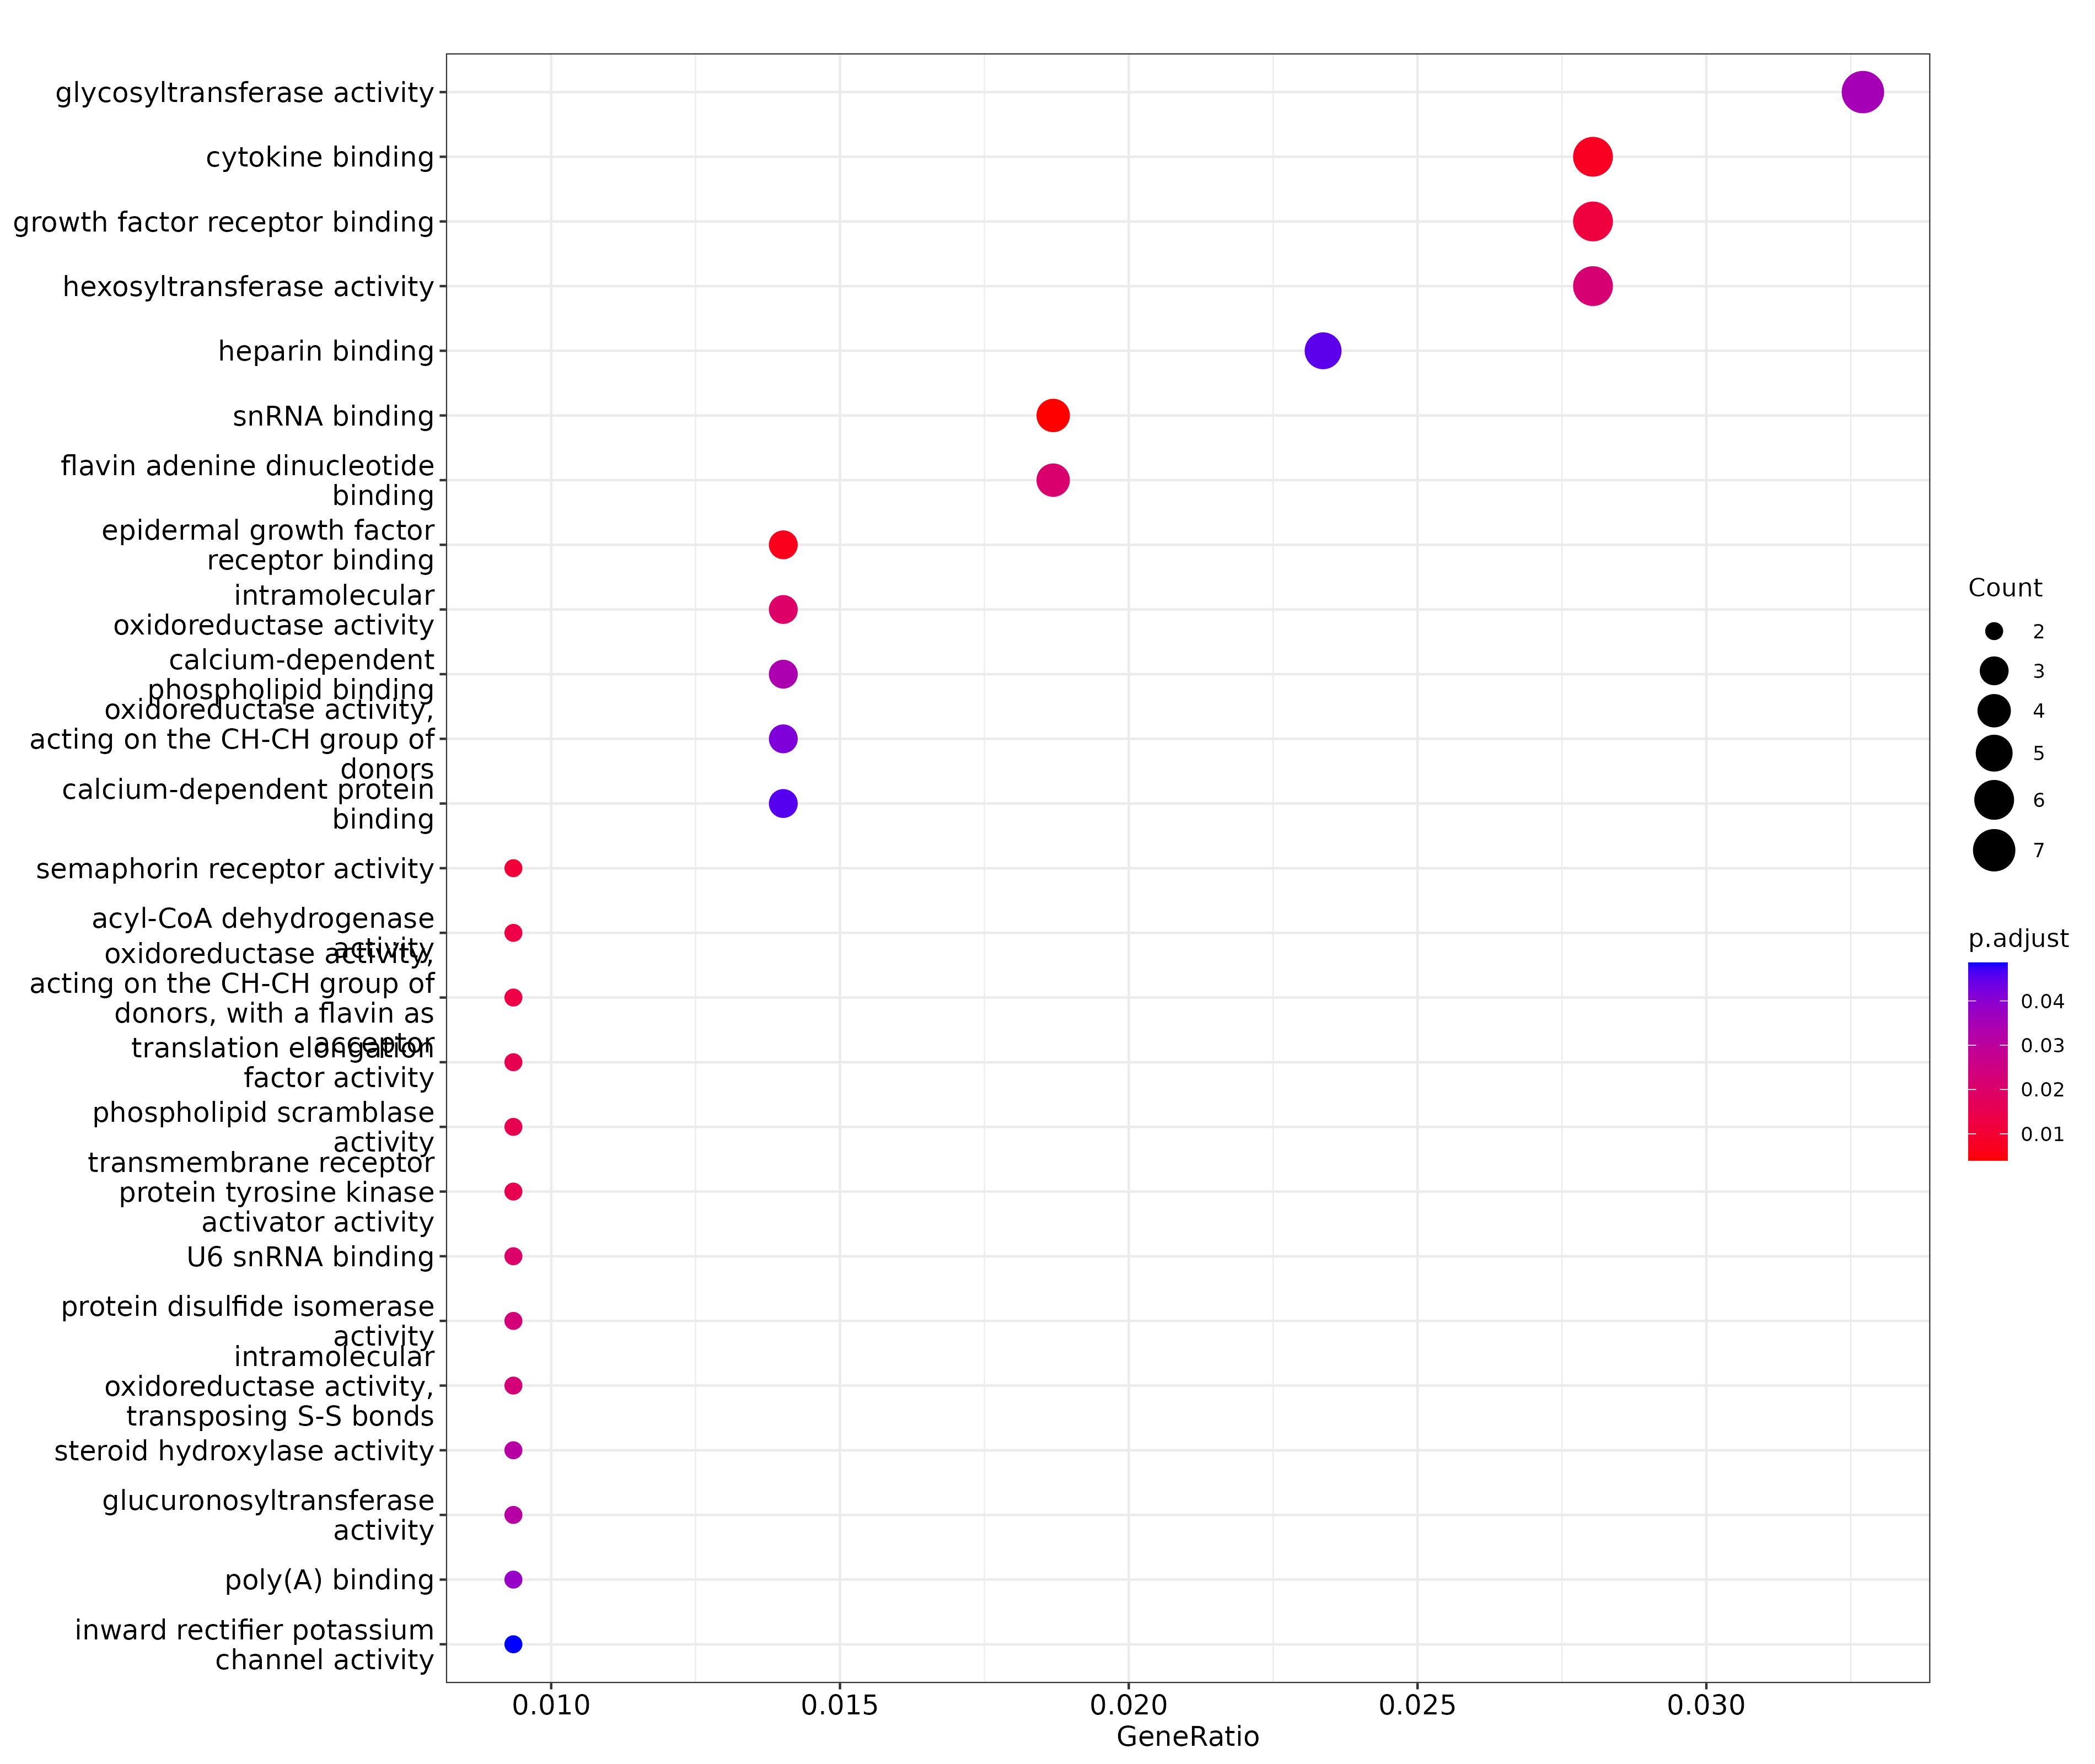 glycosyltransferase activity
cytokine binding
growth factor receptor binding
hexosyltransferase activity
heparin binding
snRNA binding
flavin adenine dinucleotide
binding
epidermal growth factor
receptor binding
intramolecular
oxidoreductase activity
calcium-dependent
phospholipid binding
oxidoreductase activity,
acting on the CH-CH group of
donors
calcium-dependent protein
binding
semaphorin receptor activity
acyl-CoA dehydrogenase
activity
oxidoreductase activity,
acting on the CH-CH group of
donors, with a flavin as
acceptor
translation elongation
factor activity
phospholipid scramblase
activity
transmembrane receptor
protein tyrosine kinase
activator activity
U6 snRNA binding
protein disulfide isomerase
activity
intramolecular
oxidoreductase activity,
transposing S-S bonds
steroid hydroxylase activity
glucuronosyltransferase
activity
poly(A) binding
inward rectifier potassium
channel activity
0.010 0.015 0.020 0.025 0.030
GeneRatio
Count
2
3
4
5
6
7
p.adjust
0.04
0.03
0.02
0.01